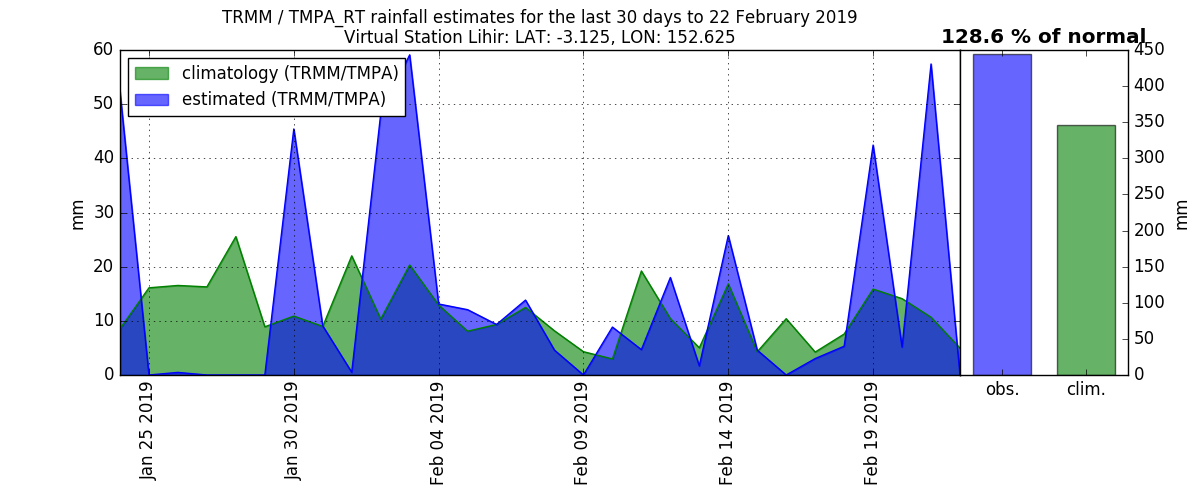 TRMM / TMPA_RT rainfall estimates for the last 30 days to 22 February 2019
Virtual Station Lihir: LAT: -3.125, LON: 152.625
128.6 % of normal
climatology (TRMM/TMPA)
estimated (TRMM/TMPA)
60
50
40
30
20
10
0
mm
Jan 25 2019
Jan 30 2019
Feb 04 2019
Feb 09 2019
Feb 14 2019
Feb 19 2019
450
400
350
300
250
200
150
100
50
0
mm
obs.
clim.